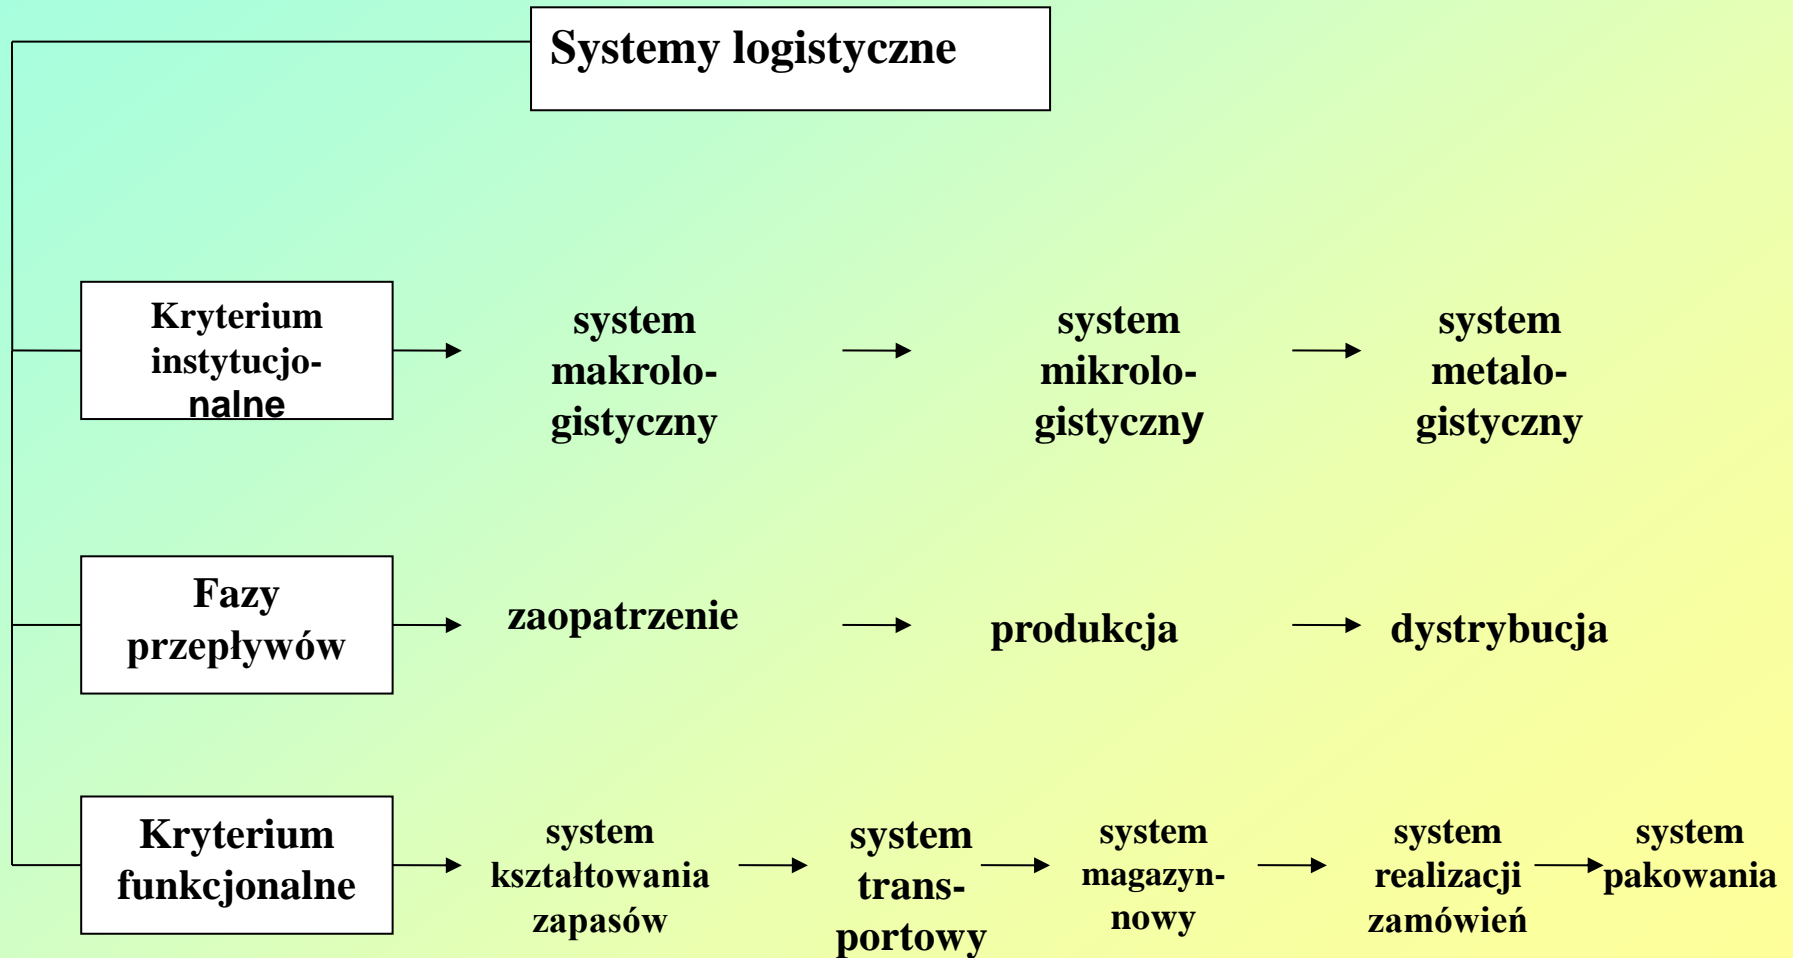 Systemy logistyczne
Kryterium
instytucjo-
nalne
system
makrolo-
gistyczny
system
mikrolo-
gistyczny
system
metalo-
gistyczny
Fazy
przepływów
zaopatrzenie
produkcja
dystrybucja
Kryterium
funkcjonalne
system
kształtowania
zapasów
system
trans-
portowy
system
magazyn-
nowy
system
realizacji
zamówień
system
pakowania